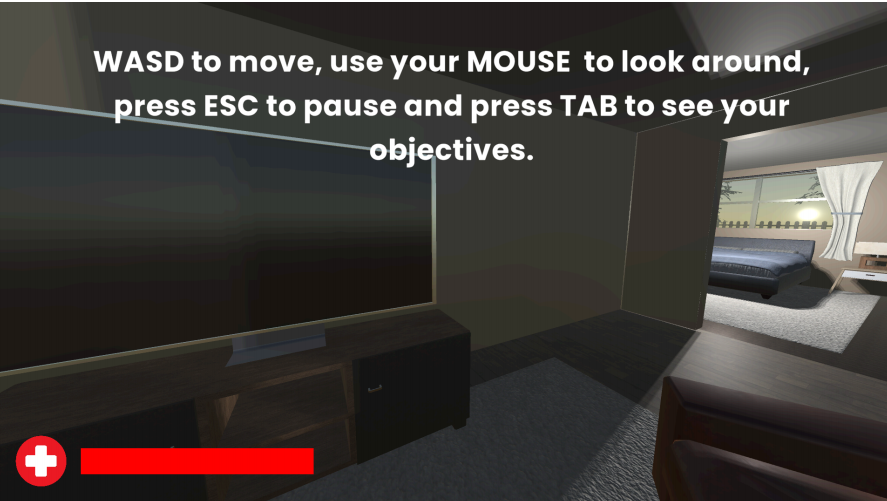 WASD to move, use your MOUSE to look around,
press ESC to pause and press TAB to see your
objectives.